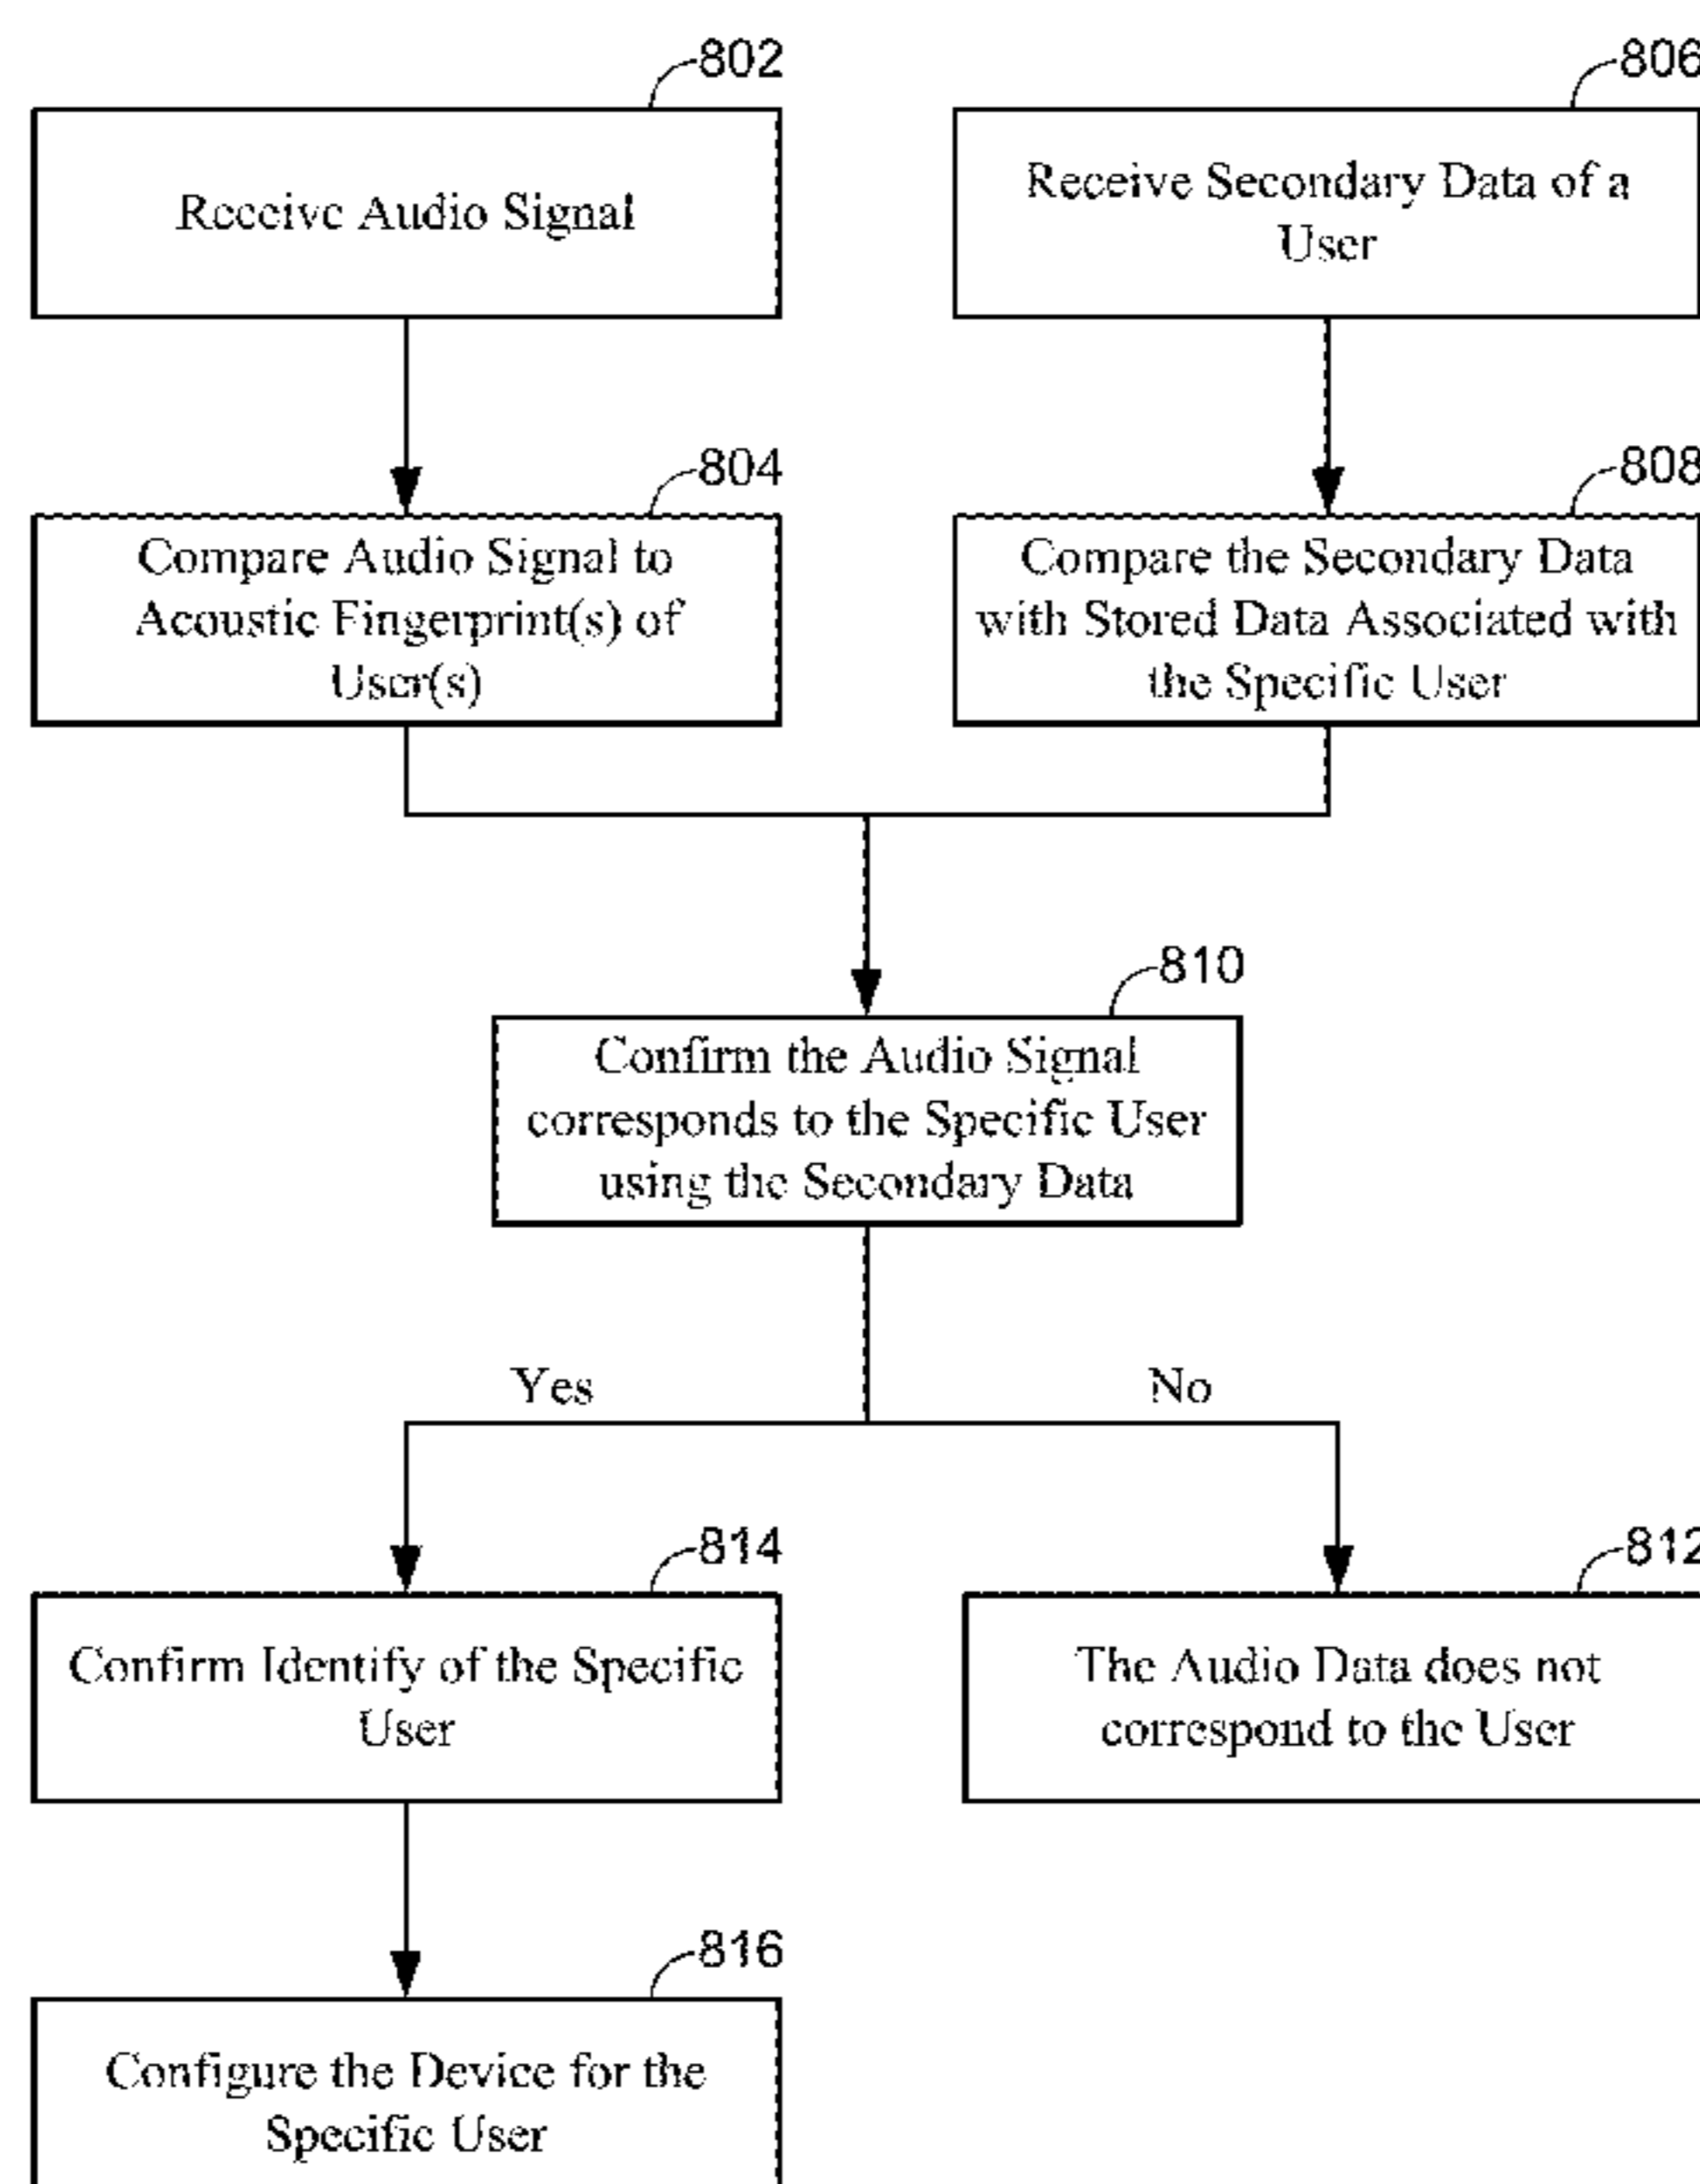 802
Receive Audio Signal
806
Receive Secondary Data of a
User
804
Compare Audio Signal to
Acoustic Fingerprint(s) of
User(s)
808
Compare the Secondary Data
with Stored Data Associated with
the Specific User
810
Confirm the Audio Signal
corresponds to the Specific User
using the Secondary Data
Yes
No
814
Confirm Identify of the Specific
User
812
The Audio Data does not
correspond to the User
816
Configure the Device for the
Specific User